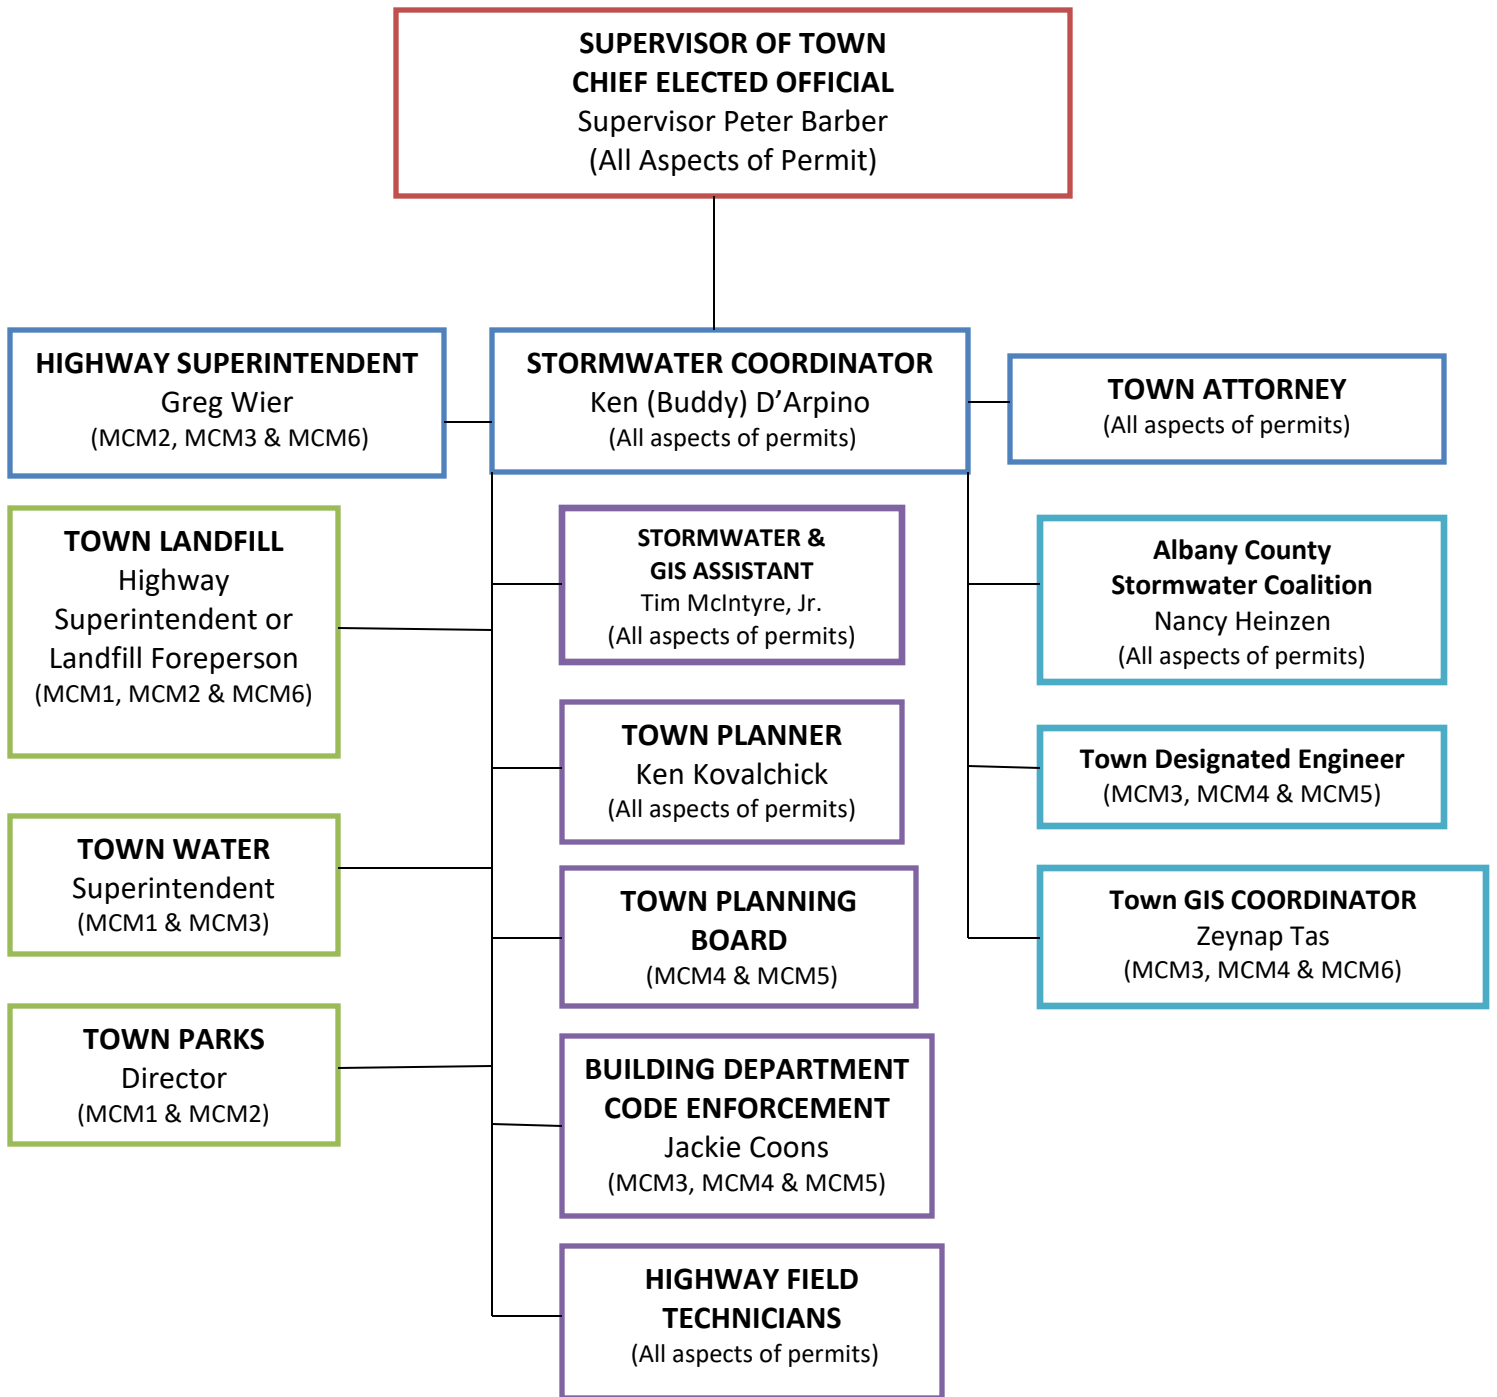 SUPERVISOR OF TOWN
CHIEF ELECTED OFFICIAL
Supervisor Peter Barber
(All Aspects of Permit)
HIGHWAY SUPERINTENDENT
Greg Wier
(MCM2, MCM3 & MCM6)
STORMWATER COORDINATOR
Ken (Buddy) D’Arpino
(All aspects of permits)
TOWN ATTORNEY
(All aspects of permits)
TOWN LANDFILL
Highway
Superintendent or
Landfill Foreperson
(MCM1, MCM2 & MCM6)
TOWN WATER
Superintendent
(MCM1 & MCM3)
TOWN PARKS
Director
(MCM1 & MCM2)
STORMWATER &
GIS ASSISTANT
Tim McIntyre, Jr.
(All aspects of permits)
TOWN PLANNER
Ken Kovalchick
(All aspects of permits)
TOWN PLANNING
BOARD
(MCM4 & MCM5)
BUILDING DEPARTMENT
CODE ENFORCEMENT
Jackie Coons
(MCM3, MCM4 & MCM5)
HIGHWAY FIELD
TECHNICIANS
(All aspects of permits)
Albany County
Stormwater Coalition
Nancy Heinzen
(All aspects of permits)
Town Designated Engineer
(MCM3, MCM4 & MCM5)
Town GIS COORDINATOR
Zeynap Tas
(MCM3, MCM4 & MCM6)